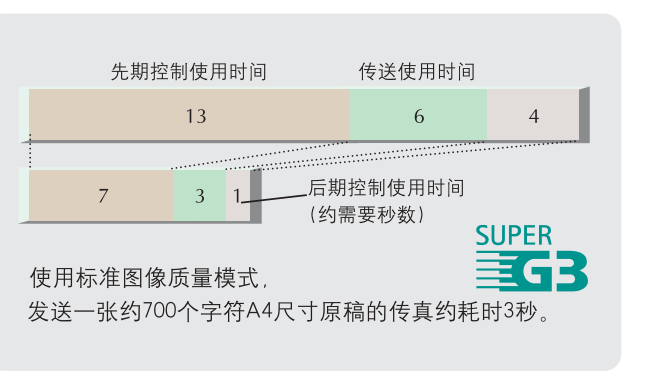 先期控制使用时间 传送使用时间
13 6 4
7 3 1
后期控制使用时间
(约需要秒数)
SUPER
G3
使用标准图像质量模式,
发送一张约700个字符A4尺寸原稿的传真约耗时3秒。